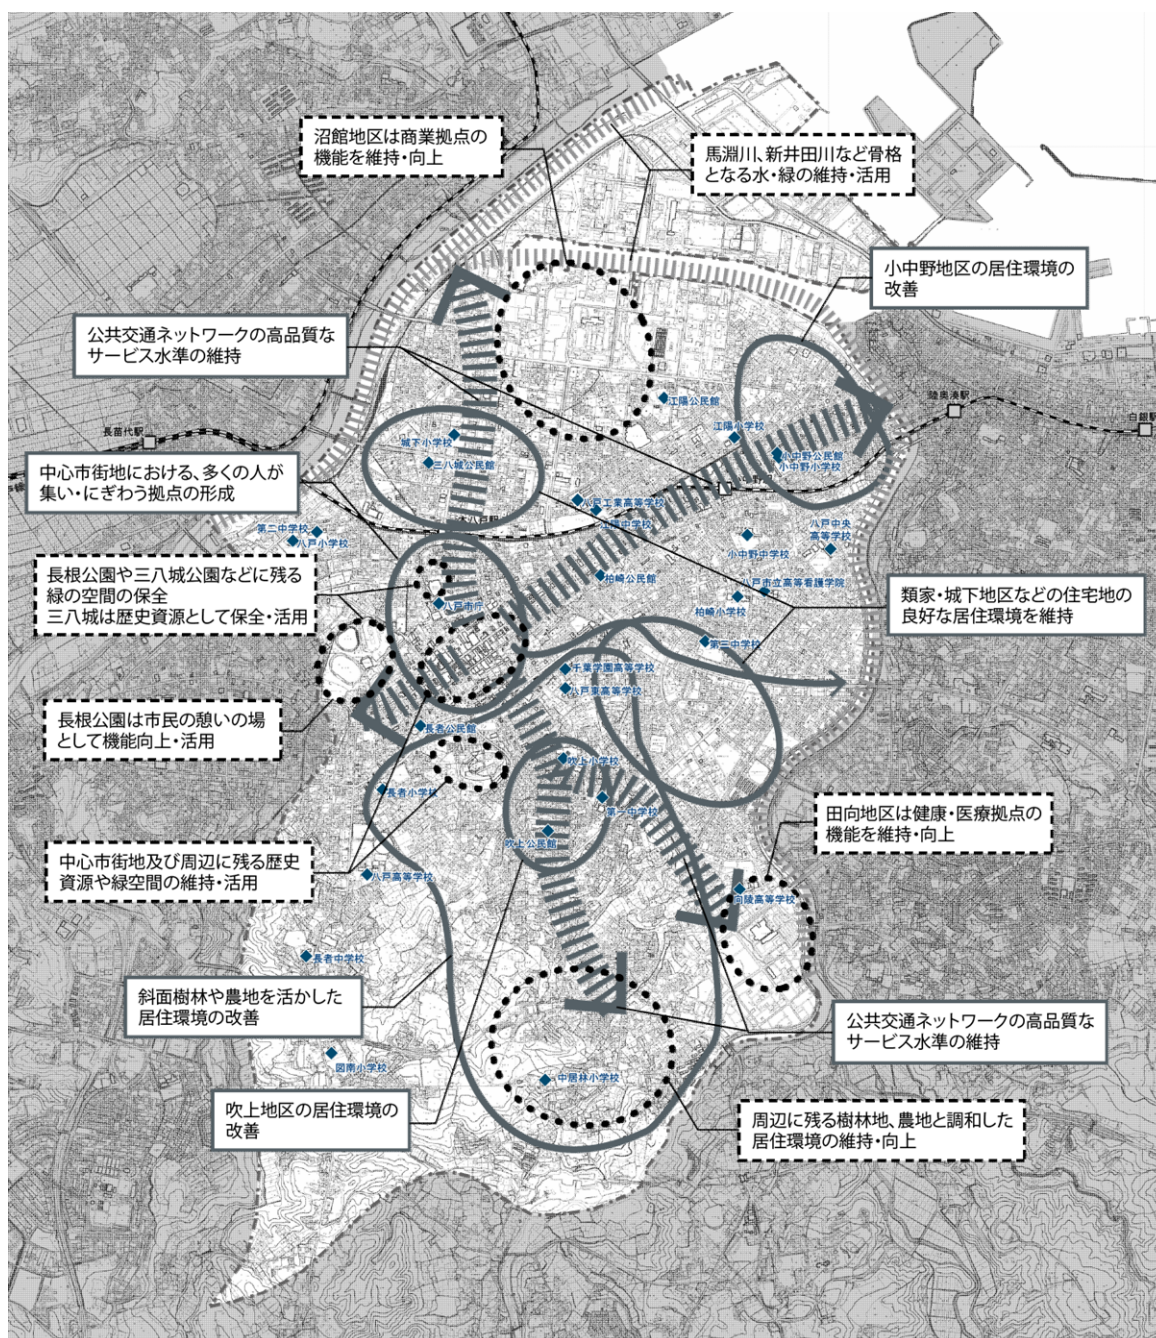 沼館地区は商業拠点の
機能を維持・向上
馬淵川、新井田川など骨格
となる水・緑の維持・活用
小中野地区の居住環境の
改善
公共交通ネットワークの高品質な
サービス水準の維持
陸奥湊駅
白銀駅
江陽公民館
長苗代駅
江陽小学校
城下小学校
小中野公民館
小中野小学校
三八城公民館
中心市街地における、多くの人が
集い・にぎわう拠点の形成
八戸工業高等学校
第二中学校
八戸小学校
小中野中学校
八戸中央
高等学校
長根公園や三八城公園などに残る
緑の空間の保全
三八城は歴史資源として保全・活用
柏崎公民館
八戸市立高等看護学院
柏崎小学校
八戸市庁
類家・城下地区などの住宅地の
良好な居住環境を維持
第三中学校
千葉学園高等学校
八戸東高等学校
長根公園は市民の憩いの場
として機能向上・活用
長者公民館
吹上小学校
長者小学校
第一中学校
田向地区は健康・医療拠点の
機能を維持・向上
吹上公民館
中心市街地及び周辺に残る歴史
資源や緑空間の維持・活用
八戸高等学校
向陵高等学校
長者中学校
斜面樹林や農地を活かした
居住環境の改善
公共交通ネットワークの高品質な
サービス水準の維持
図南小学校
中居林小学校
吹上地区の居住環境の
改善
周辺に残る樹林地、農地と調和した
居住環境の維持・向上